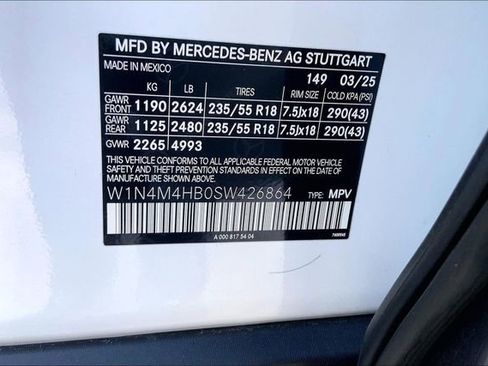 MFD BY MERCEDES-BENZ AG STUTTGART
MADE IN MEXICO 149 03/25
KG LB TIRES RIM SIZE COLD KPA(PSI)
GAWR FRONT 1190 2624 235/55 R18 7.5Jx18 290(43)
GAWR REAR 1125 2480 235/55 R18 7.5Jx18 290(43)
GVWR 2265 4993
THIS VEHICLE CONFORMS TO ALL APPLICABLE FEDERAL MOTOR VEHICLE
SAFETY AND THEFT PREVENTION STANDARDS IN EFFECT ON THE DATE
OF MANUFACTURE SHOWN ABOVE.
W1N4M4HB0SW426864 TYPE: MPV
A 000 817 54 04